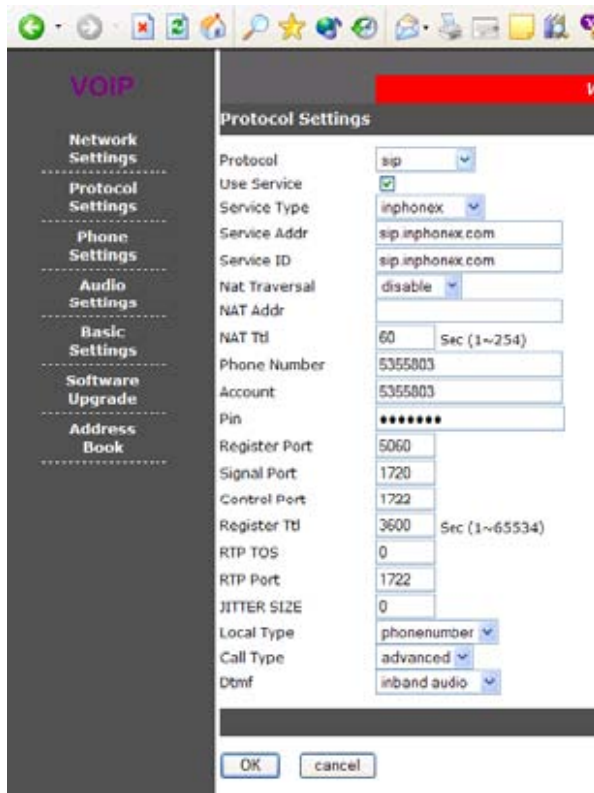 VOIP
Network
Settings
Protocol
Settings
Phone
Settings
Audio
Settings
Basic
Settings
Software
Upgrade
Address
Book
Protocol Settings
Protocol sip
Use Service
Service Type inphonex
Service Addr sip.inphonex.com
Service ID sip.inphonex.com
Nat Traversal disable
NAT Addr
NAT Ttl 60 Sec (1~254)
Phone Number 5355803
Account 5355803
Pin •••••••
Register Port 5060
Signal Port 1720
Control Port 1722
Register Ttl 3600 Sec (1~65534)
RTP TOS 0
RTP Port 1722
JITTER SIZE 0
Local Type phonenumber
Call Type advanced
Dtmf inband audio
OK cancel